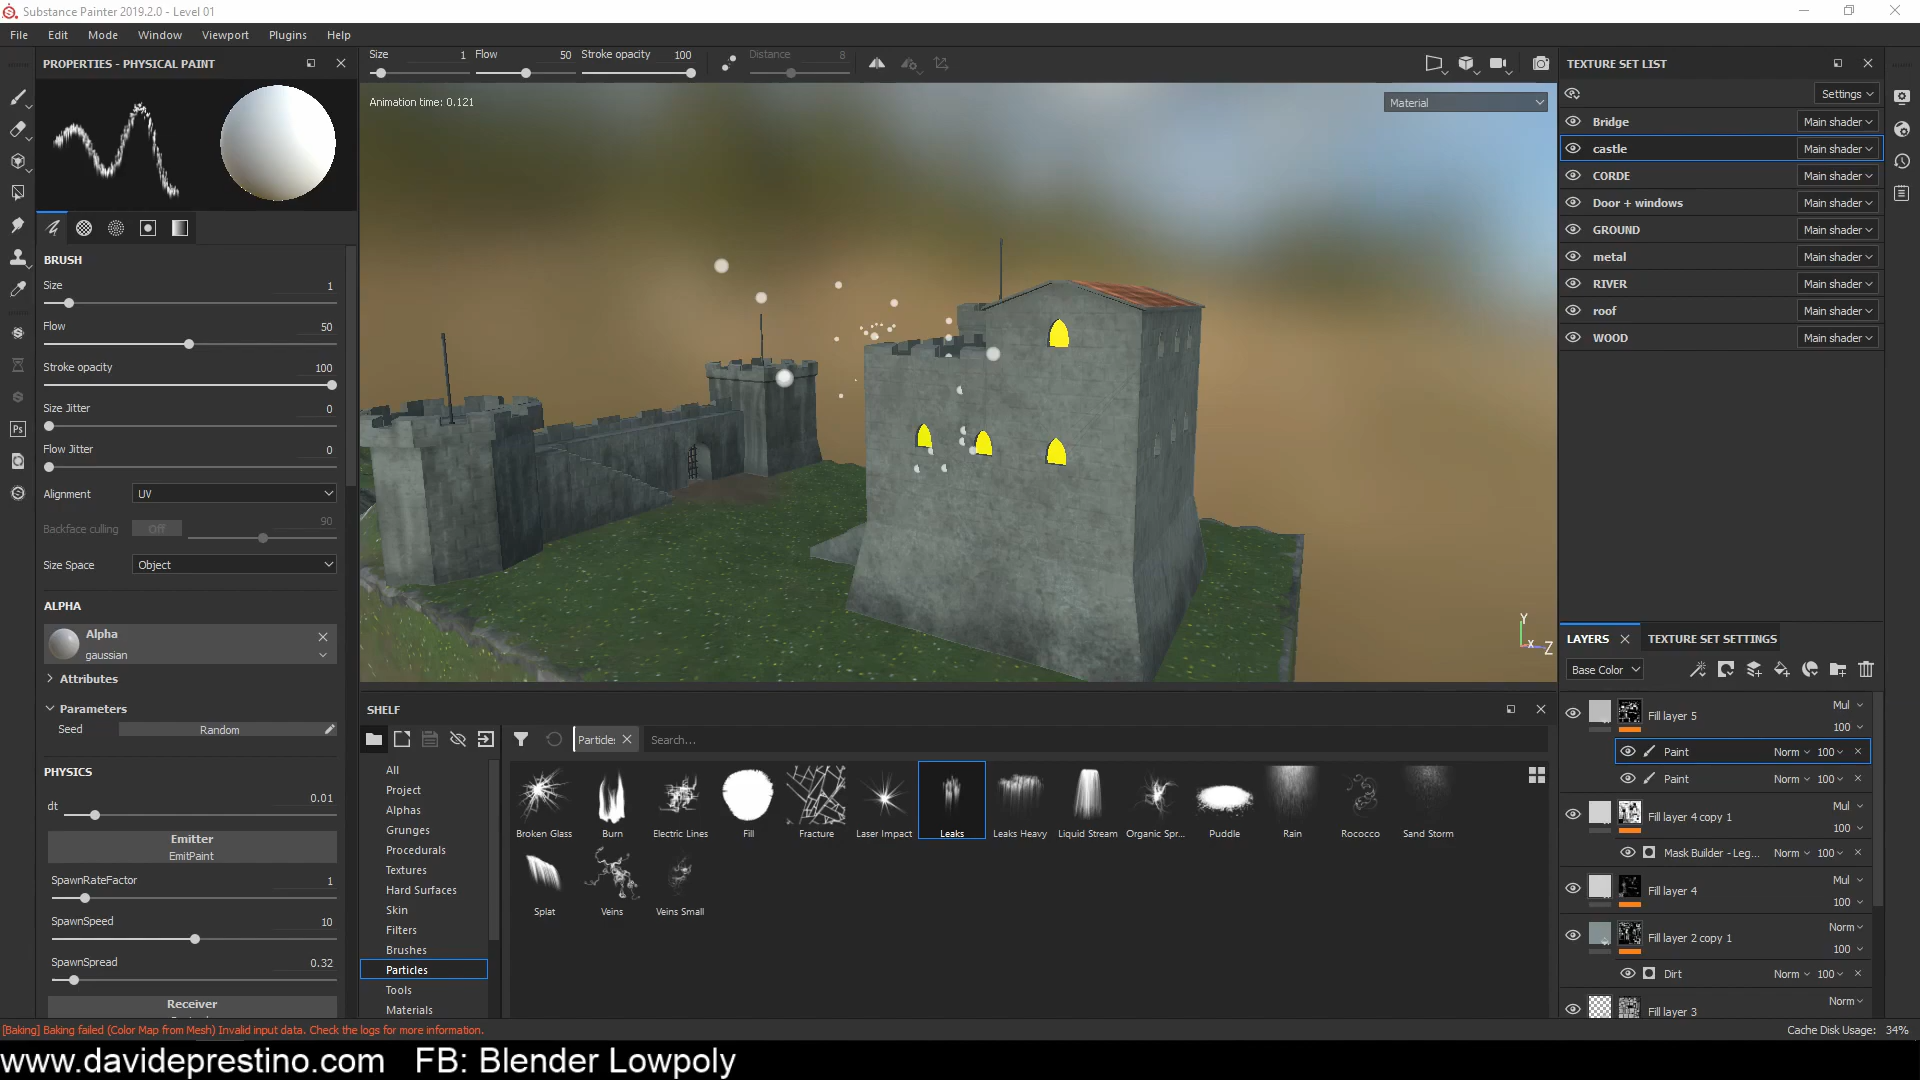 Substance Painter 2019.2.0 - Level 01
File Edit Mode Window Viewport Plugins Help
PROPERTIES - PHYSICAL PAINT
Size 1 Flow 50 Stroke opacity 100 Distance 8
Animation time: 0.121
Material
BRUSH
Size 1
Flow 50
Stroke opacity 100
Size Jitter 0
Flow Jitter 0
Alignment UV
Backface culling Off 90
Size Space Object
ALPHA
Alpha
gaussian
Attributes
Parameters
Seed Random
PHYSICS
dt 0.01
Emitter
EmitPaint
SpawnRateFactor 1
SpawnSpeed 10
SpawnSpread 0.32
Receiver
Y
X
Z
SHELF
Particle:
Search...
All
Project
Alphas
Grunges
Procedurals
Textures
Hard Surfaces
Skin
Filters
Brushes
Particles
Tools
Materials
Broken Glass Burn Electric Lines Fill Fracture Laser Impact Leaks Leaks Heavy Liquid Stream Organic Spr... Puddle Rain Rococco Sand Storm
Splat Veins Veins Small
TEXTURE SET LIST
Settings
Bridge Main shader
castle Main shader
CORDE Main shader
Door + windows Main shader
GROUND Main shader
metal Main shader
RIVER Main shader
roof Main shader
WOOD Main shader
LAYERS TEXTURE SET SETTINGS
Base Color
Fill layer 5 Mul 100
Paint Norm 100
Paint Norm 100
Fill layer 4 copy 1 Mul 100
Mask Builder - Leg... Norm 100
Fill layer 4 Mul 100
Fill layer 2 copy 1 Norm 100
Dirt Norm 100
Fill layer 3 Norm
Ps
[Baking] Baking failed (Color Map from Mesh) Invalid input data. Check the logs for more information.
Cache Disk Usage: 34%
www.davideprestino.com FB: Blender Lowpoly